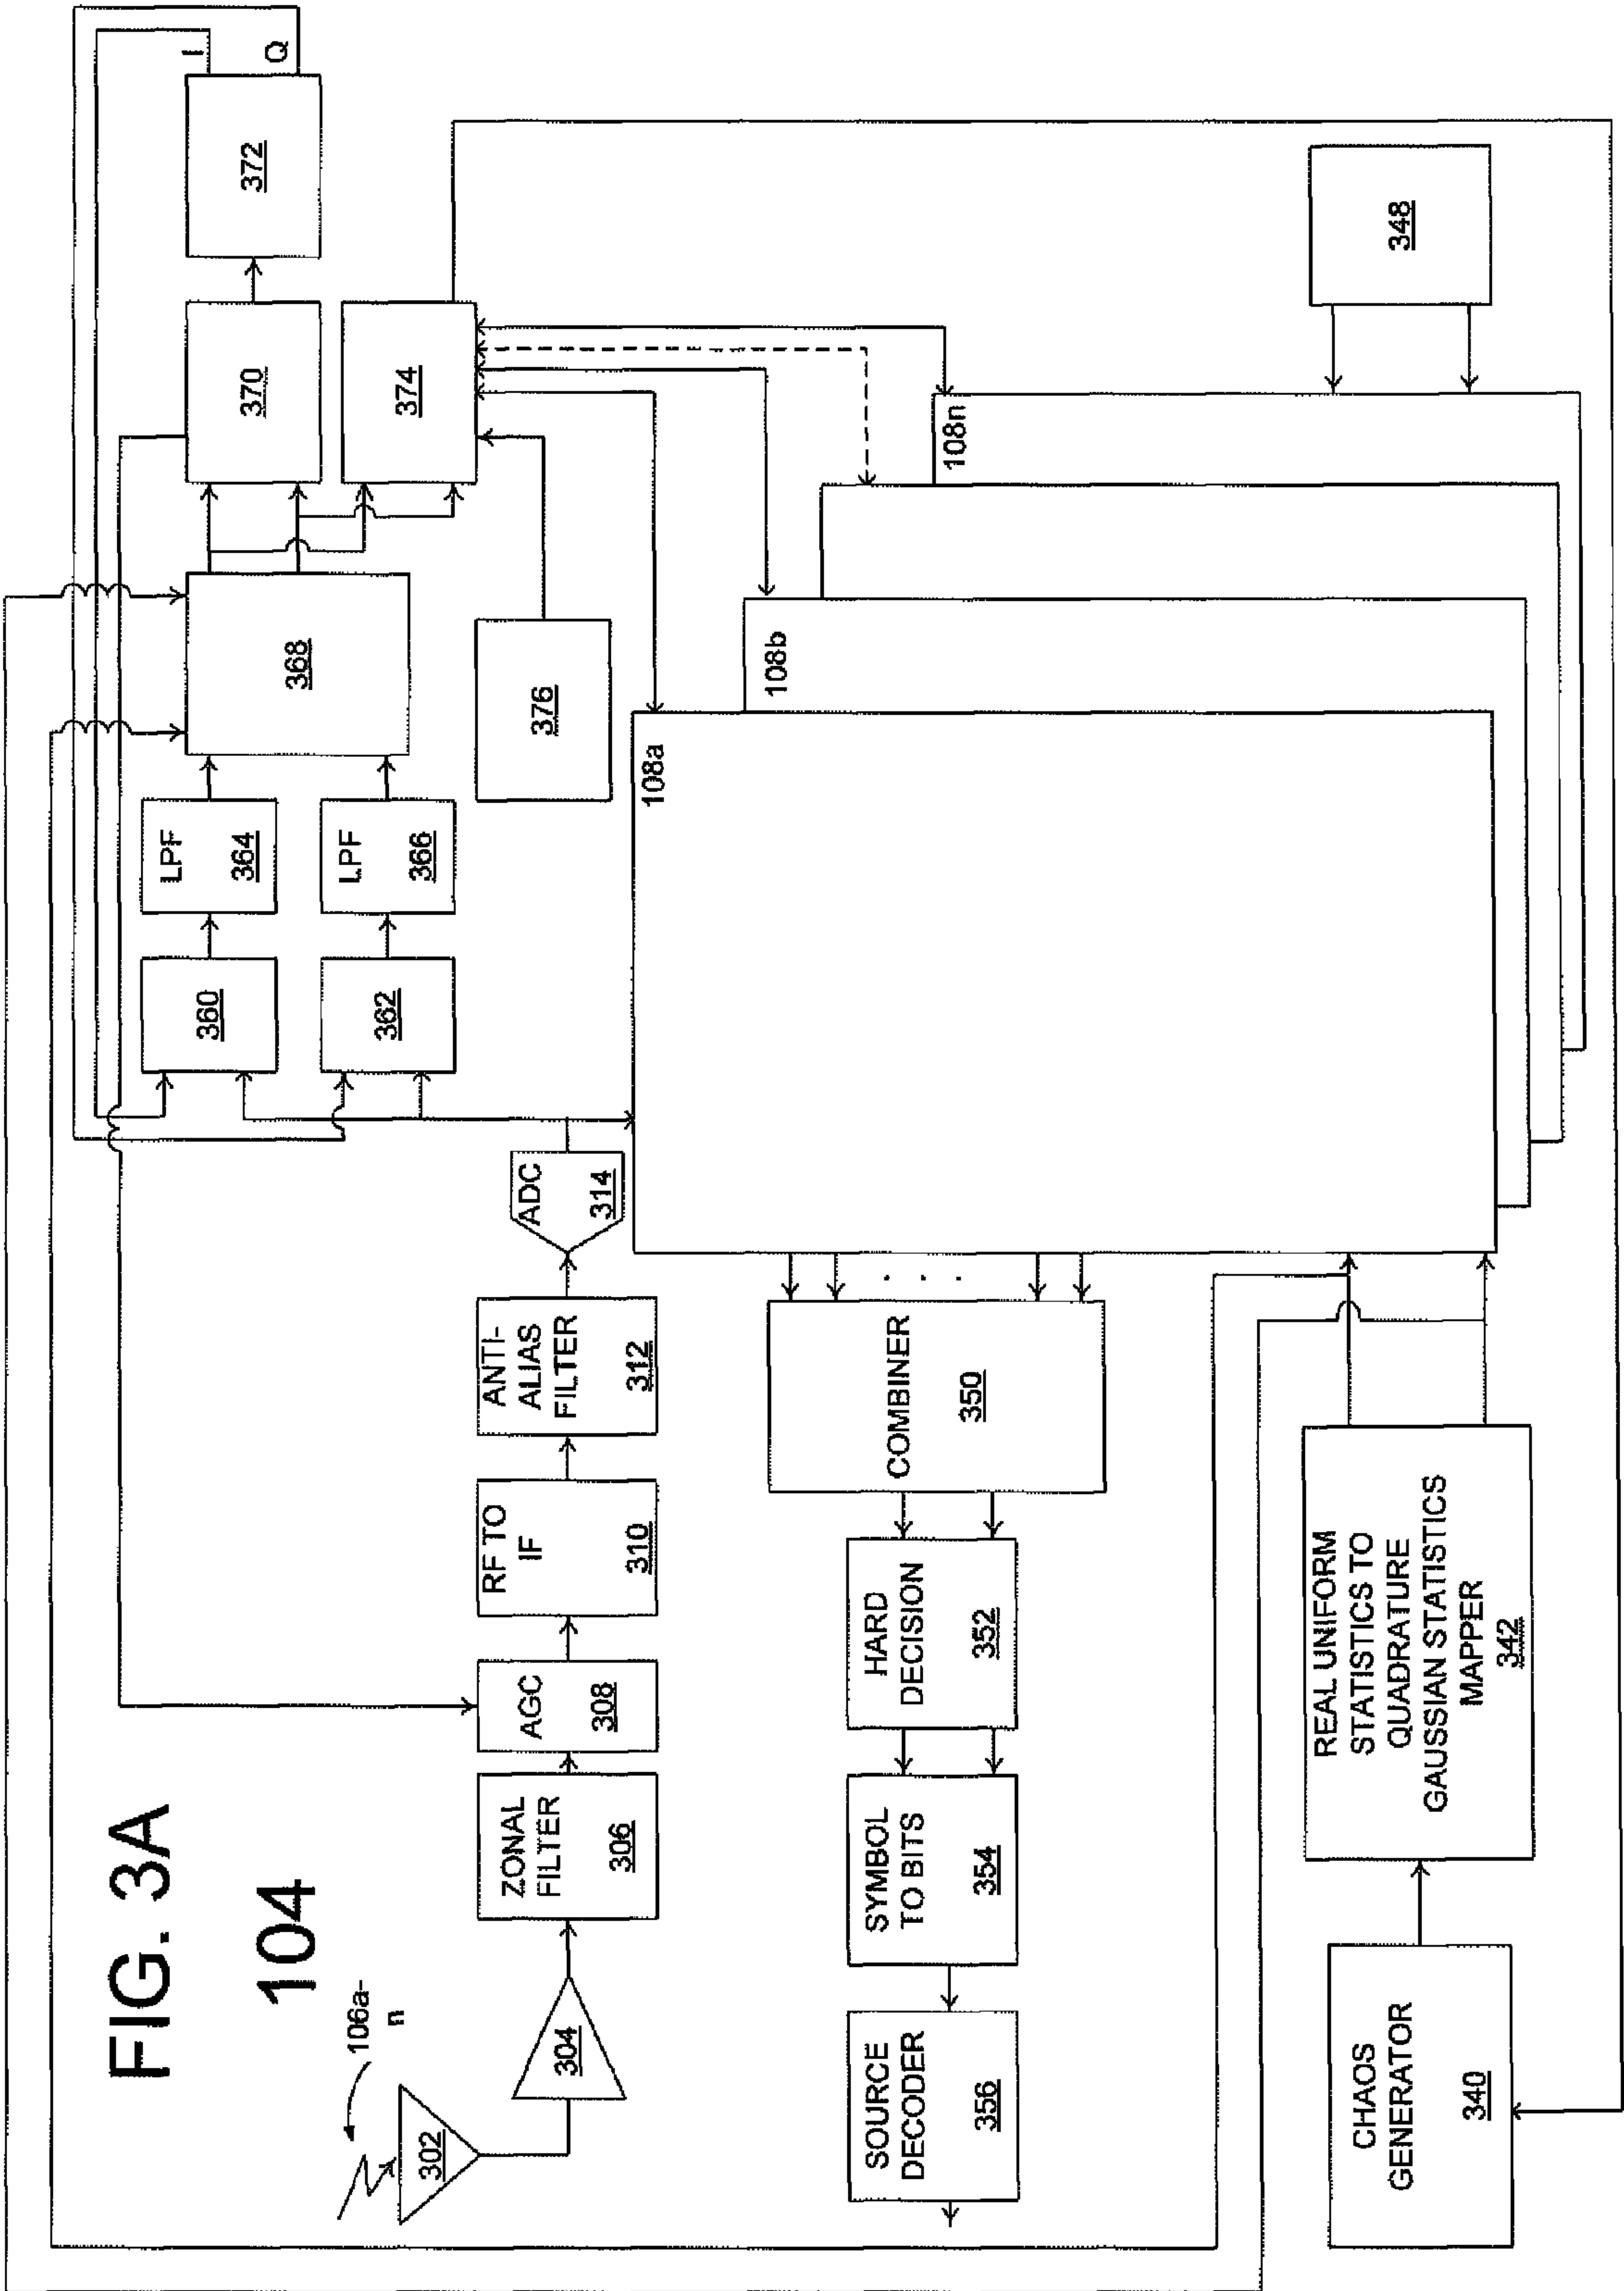 FIG. 3A
104
106a-
n
302
304
ZONAL
FILTER
306
AGC
308
RF TO
IF
310
ANTI-
ALIAS
FILTER
312
ADC
314
360
362
LPF
364
LPF
366
368
370
372
I
Q
374
376
108a
108b
108n
348
COMBINER
350
. . .
HARD
DECISION
352
SYMBOL
TO BITS
354
SOURCE
DECODER
356
CHAOS
GENERATOR
340
REAL UNIFORM
STATISTICS TO
QUADRATURE
GAUSSIAN STATISTICS
MAPPER
342